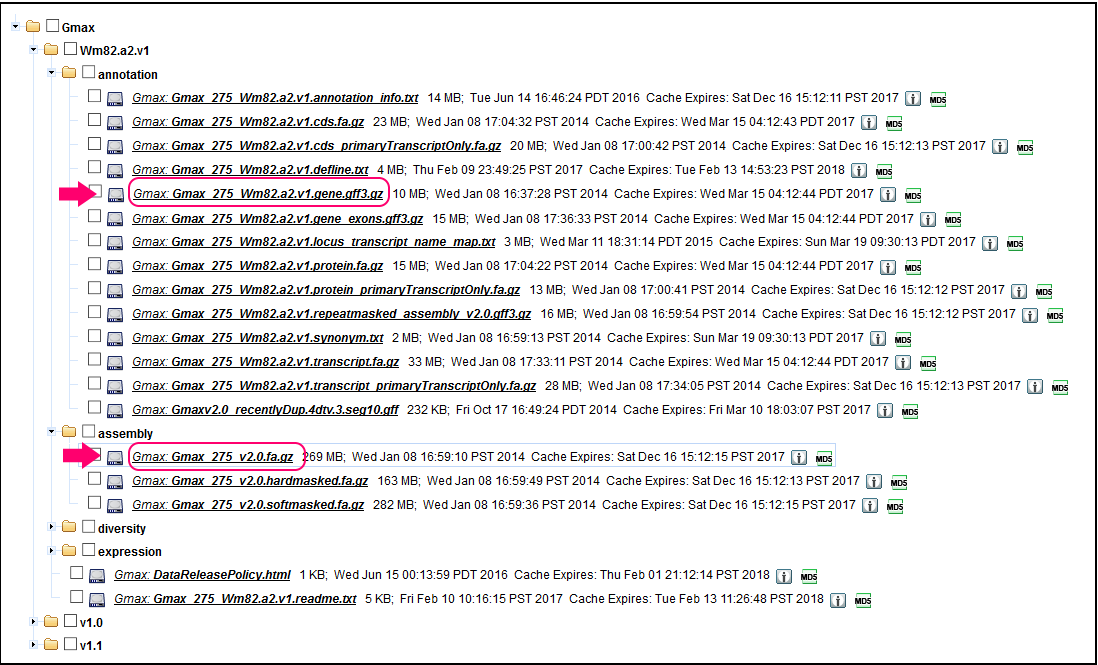 Gmax
Wm82.a2.v1
annotation
Gmax: Gmax_275_Wm82.a2.v1.annotation_info.txt 14 MB; Tue Jun 14 16:46:24 PDT 2016 Cache Expires: Sat Dec 16 15:12:11 PST 2017 i MD5
Gmax: Gmax_275_Wm82.a2.v1.cds.fa.gz 23 MB; Wed Jan 08 17:04:32 PST 2014 Cache Expires: Wed Mar 15 04:12:43 PDT 2017 i MD5
Gmax: Gmax_275_Wm82.a2.v1.cds_primaryTranscriptOnly.fa.gz 20 MB; Wed Jan 08 17:00:42 PST 2014 Cache Expires: Sat Dec 16 15:12:13 PST 2017 i MD5
Gmax: Gmax_275_Wm82.a2.v1.defline.txt 4 MB; Thu Feb 09 23:49:25 PST 2017 Cache Expires: Tue Feb 13 14:53:23 PST 2018 i MD5
Gmax: Gmax_275_Wm82.a2.v1.gene.gff3.gz 10 MB; Wed Jan 08 16:37:28 PST 2014 Cache Expires: Wed Mar 15 04:12:44 PDT 2017 i MD5
Gmax: Gmax_275_Wm82.a2.v1.gene_exons.gff3.gz 15 MB; Wed Jan 08 17:36:33 PST 2014 Cache Expires: Wed Mar 15 04:12:44 PDT 2017 i MD5
Gmax: Gmax_275_Wm82.a2.v1.locus_transcript_name_map.txt 3 MB; Wed Mar 11 18:31:14 PDT 2015 Cache Expires: Sun Mar 19 09:30:13 PDT 2017 i MD5
Gmax: Gmax_275_Wm82.a2.v1.protein.fa.gz 15 MB; Wed Jan 08 17:04:22 PST 2014 Cache Expires: Wed Mar 15 04:12:44 PDT 2017 i MD5
Gmax: Gmax_275_Wm82.a2.v1.protein_primaryTranscriptOnly.fa.gz 13 MB; Wed Jan 08 17:00:41 PST 2014 Cache Expires: Sat Dec 16 15:12:12 PST 2017 i MD5
Gmax: Gmax_275_Wm82.a2.v1.repeatmasked_assembly_v2.0.gff3.gz 16 MB; Wed Jan 08 16:59:54 PST 2014 Cache Expires: Sat Dec 16 15:12:12 PST 2017 i MD5
Gmax: Gmax_275_Wm82.a2.v1.synonym.txt 2 MB; Wed Jan 08 16:59:13 PST 2014 Cache Expires: Sun Mar 19 09:30:13 PDT 2017 i MD5
Gmax: Gmax_275_Wm82.a2.v1.transcript.fa.gz 33 MB; Wed Jan 08 17:33:11 PST 2014 Cache Expires: Wed Mar 15 04:12:44 PDT 2017 i MD5
Gmax: Gmax_275_Wm82.a2.v1.transcript_primaryTranscriptOnly.fa.gz 28 MB; Wed Jan 08 17:34:05 PST 2014 Cache Expires: Sat Dec 16 15:12:13 PST 2017 i MD5
Gmax: Gmaxv2.0_recentlyDup.4dtv.3.seg10.gff 232 KB; Fri Oct 17 16:49:24 PDT 2014 Cache Expires: Fri Mar 10 18:03:07 PST 2017 i MD5
assembly
Gmax: Gmax_275_v2.0.fa.gz 269 MB; Wed Jan 08 16:59:10 PST 2014 Cache Expires: Sat Dec 16 15:12:15 PST 2017 i MD5
Gmax: Gmax_275_v2.0.hardmasked.fa.gz 163 MB; Wed Jan 08 16:59:49 PST 2014 Cache Expires: Sat Dec 16 15:12:13 PST 2017 i MD5
Gmax: Gmax_275_v2.0.softmasked.fa.gz 282 MB; Wed Jan 08 16:59:36 PST 2014 Cache Expires: Sat Dec 16 15:12:15 PST 2017 i MD5
diversity
expression
Gmax: DataReleasePolicy.html 1 KB; Wed Jun 15 00:13:59 PDT 2016 Cache Expires: Thu Feb 01 21:12:14 PST 2018 i MD5
Gmax: Gmax_275_Wm82.a2.v1.readme.txt 5 KB; Fri Feb 10 10:16:15 PST 2017 Cache Expires: Tue Feb 13 11:26:48 PST 2018 i MD5
v1.0
v1.1